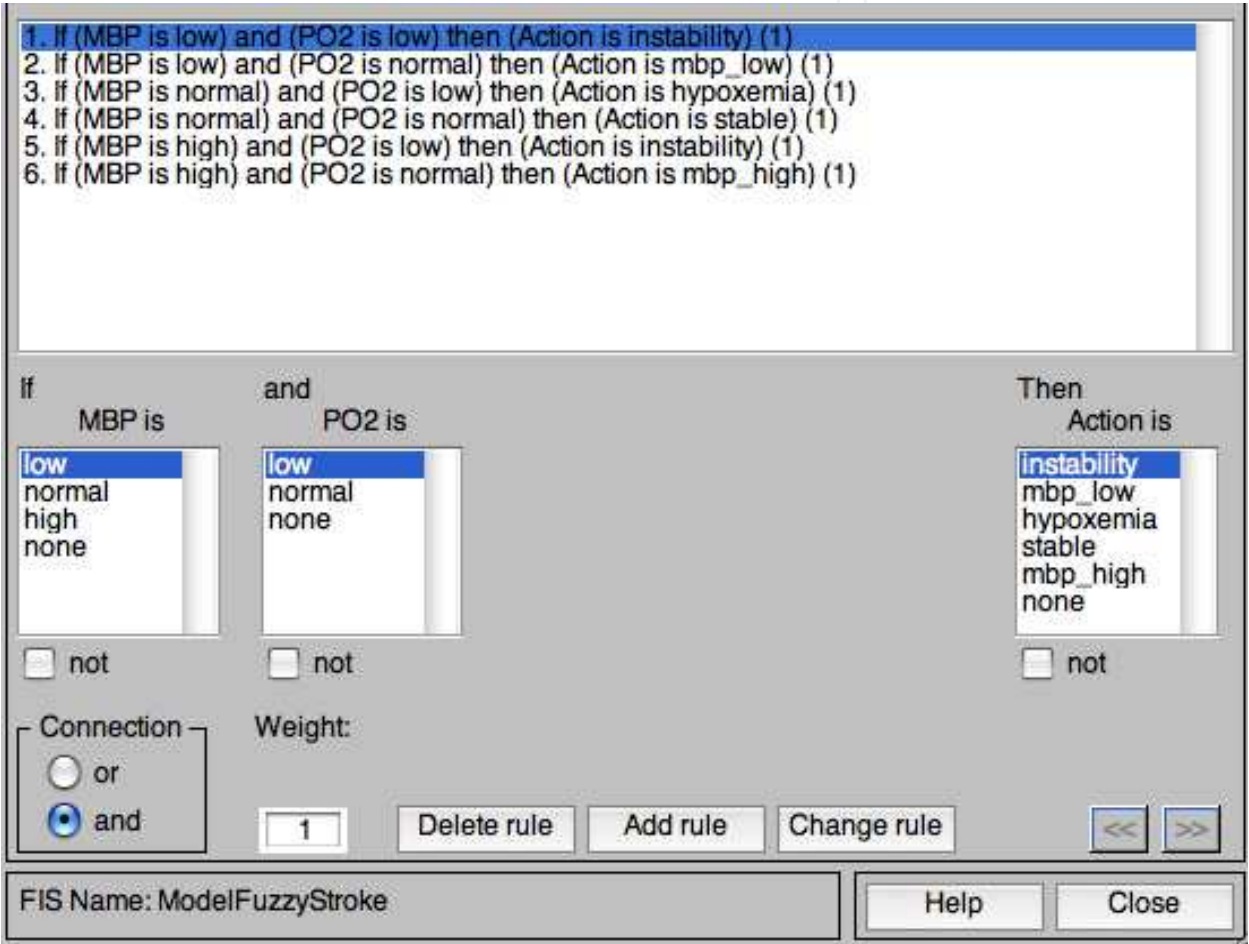 1. If (MBP is low) and (PO2 is low) then (Action is instability) (1)
2. If (MBP is low) and (PO2 is normal) then (Action is mbp_low) (1)
3. If (MBP is normal) and (PO2 is low) then (Action is hypoxemia) (1)
4. If (MBP is normal) and (PO2 is normal) then (Action is stable) (1)
5. If (MBP is high) and (PO2 is low) then (Action is instability) (1)
6. If (MBP is high) and (PO2 is normal) then (Action is mbp_high) (1)
If
MBP is
low
normal
high
none
not
and
PO2 is
low
normal
none
not
Then
Action is
instability
mbp_low
hypoxemia
stable
mbp_high
none
not
Connection
or
and
Weight:
1
Delete rule
Add rule
Change rule
<<
>>
FIS Name: ModelFuzzyStroke
Help
Close